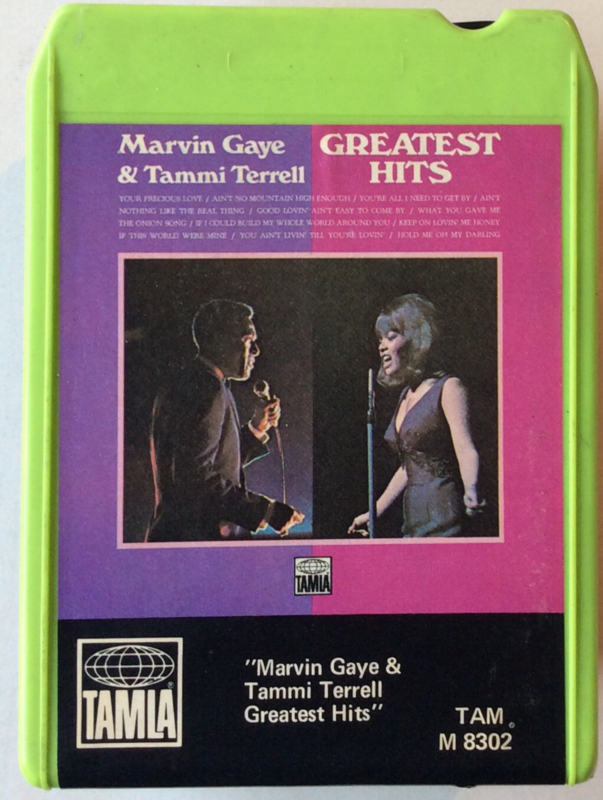 Marvin Gaye
& Tammi Terrell
GREATEST
HITS
YOUR PRECIOUS LOVE / AIN'T NO MOUNTAIN HIGH ENOUGH / YOU'RE ALL I NEED TO GET BY / AIN'T
NOTHING LIKE THE REAL THING / GOOD LOVIN' AIN'T EASY TO COME BY / WHAT YOU GAVE ME
THE ONION SONG / IF I COULD BUILD MY WHOLE WORLD AROUND YOU / KEEP ON LOVIN' ME HONEY
IF THIS WORLD WERE MINE / YOU AIN'T LIVIN' TILL YOU'RE LOVIN' / HOLD ME OH MY DARLING
TAMLA
TAMLA®
"Marvin Gaye &
Tammi Terrell
Greatest Hits"
TAM
M 8302